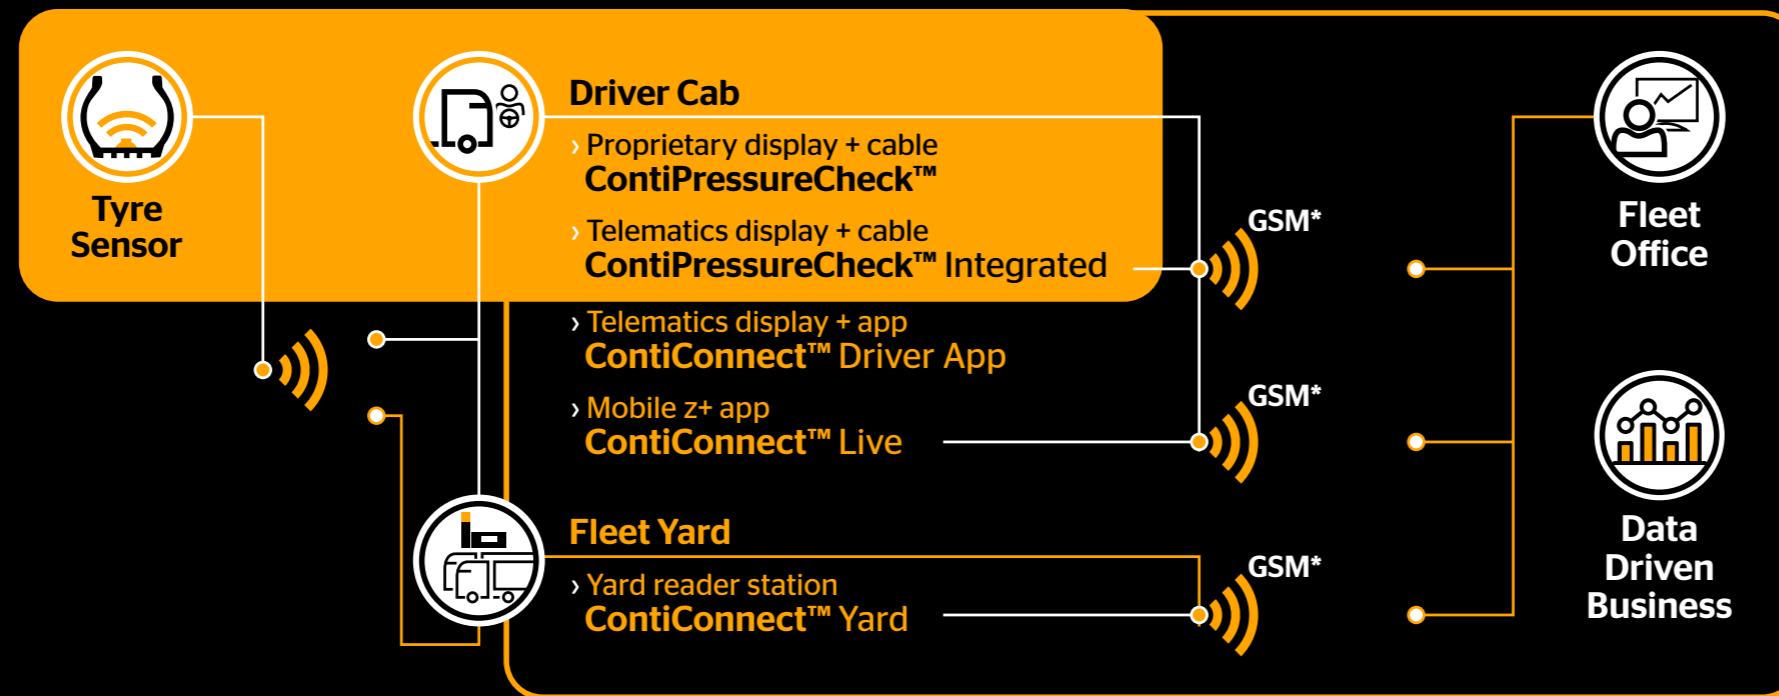 Tyre
Sensor
Driver Cab
› Proprietary display + cable
ContiPressureCheck™
› Telematics display + cable
ContiPressureCheck™ Integrated
› Telematics display + app
ContiConnect™ Driver App
› Mobile z+ app
ContiConnect™ Live
Fleet Yard
› Yard reader station
ContiConnect™ Yard
GSM*
GSM*
GSM*
Fleet
Office
Data
Driven
Business